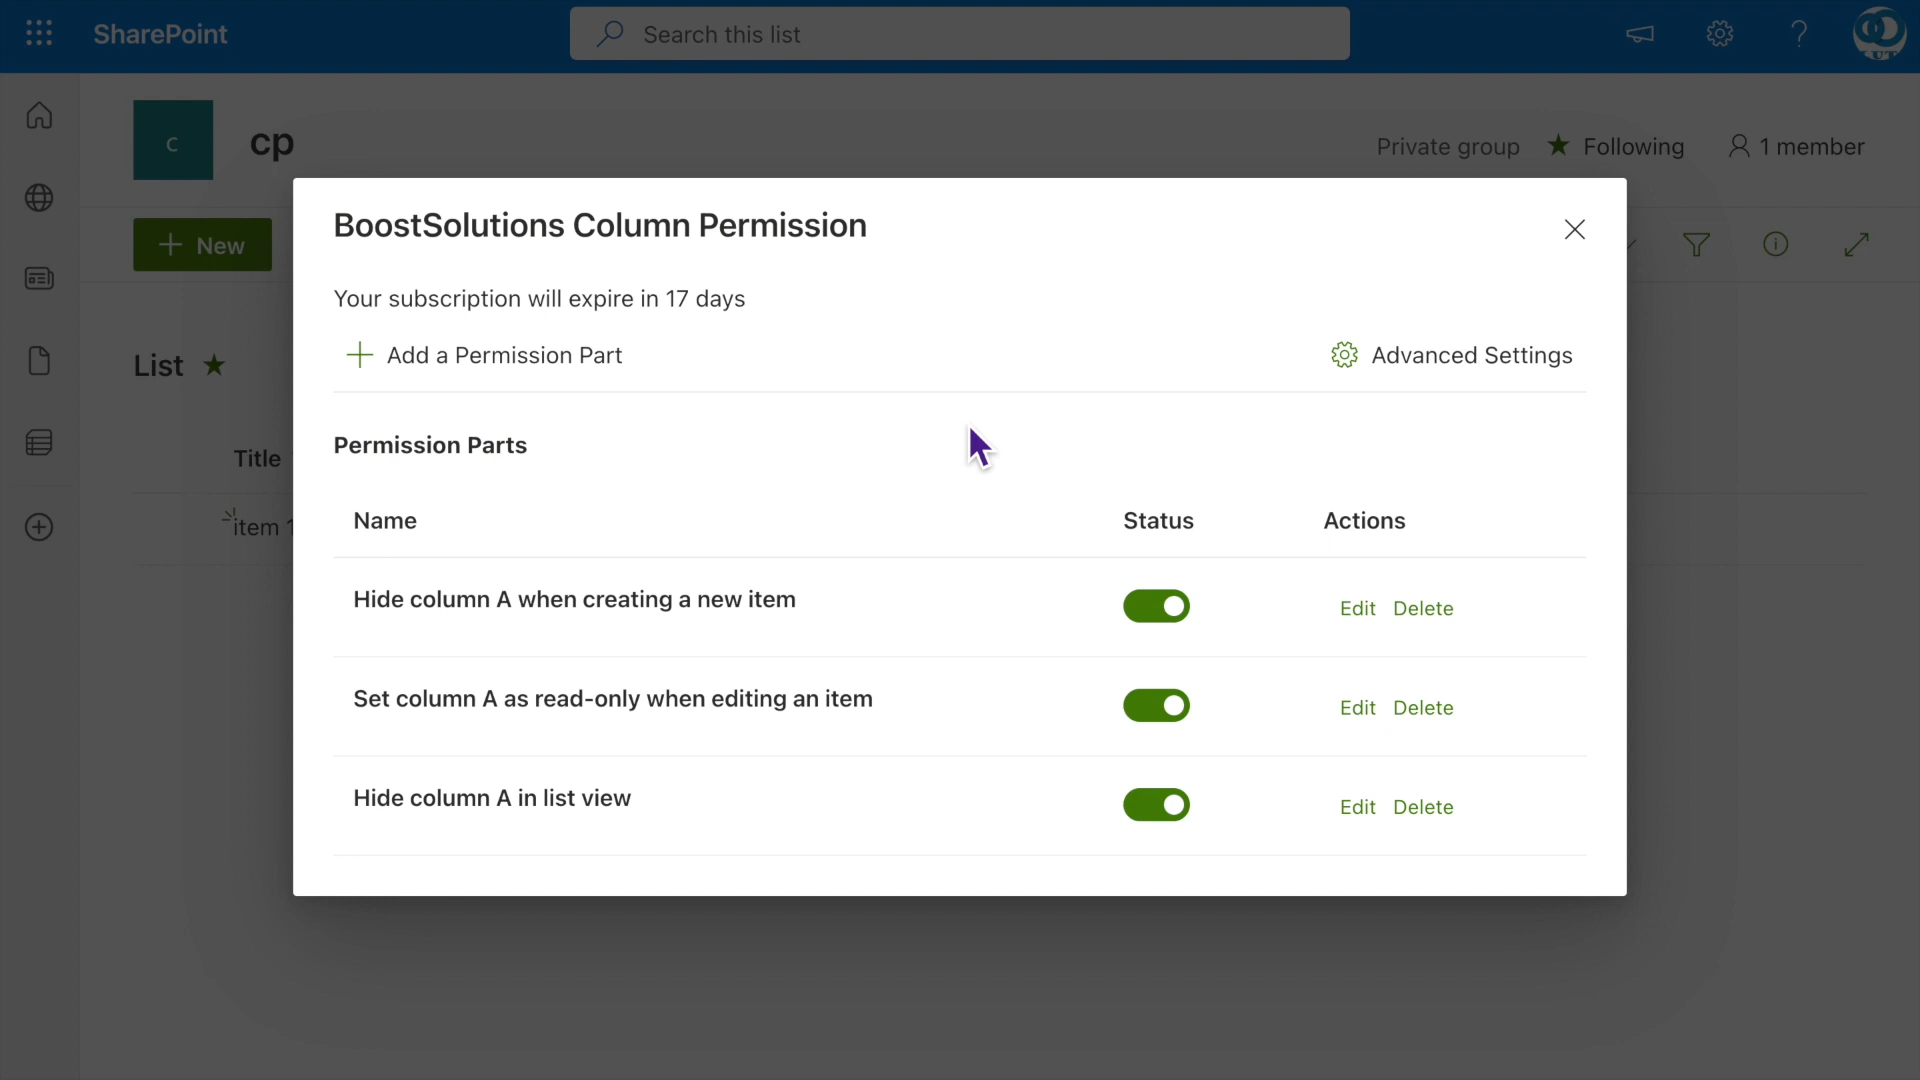 SharePoint
Search this list
C
cp
Private group
Following
1 member
New
BoostSolutions Column Permission
Your subscription will expire in 17 days
Add a Permission Part
Advanced Settings
List
Title
item 1
Permission Parts
Name
Status
Actions
Hide column A when creating a new item
Edit
Delete
Set column A as read-only when editing an item
Edit
Delete
Hide column A in list view
Edit
Delete